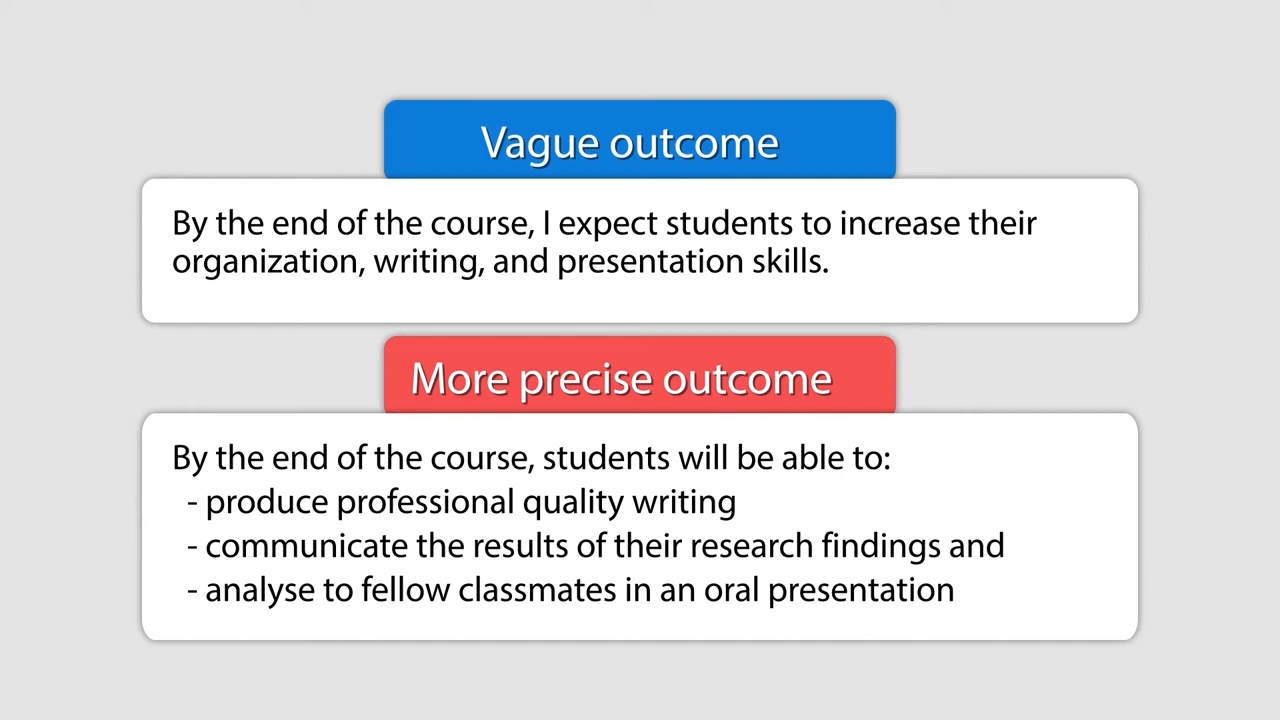 Vague outcome
By the end of the course, I expect students to increase their
organization, writing, and presentation skills.
More precise outcome
By the end of the course, students will be able to:
- produce professional quality writing
- communicate the results of their research findings and
- analyse to fellow classmates in an oral presentation